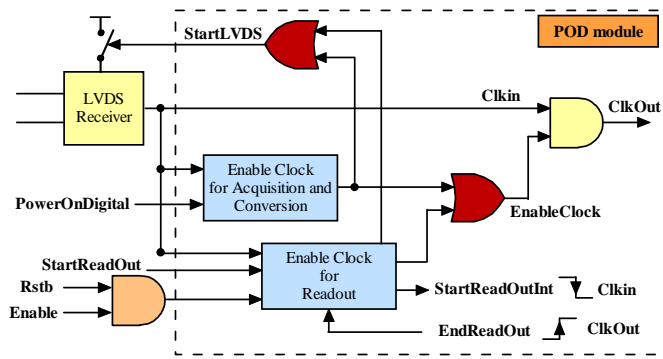 StartLVDS
POD module
LVDS
Receiver
Clkin
ClkOut
Enable Clock
for Acquisition and
Conversion
PowerOnDigital
EnableClock
StartReadOut
Enable Clock
for
Readout
Rstb
Enable
StartReadOutInt
Clkin
EndReadOut
ClkOut